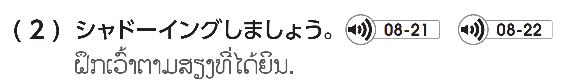 (2) シャドーイングしましょう。 08-21 08-22
ຝຶກເວົ້າຕາມສຽງທີ່ໄດ້ຍິນ.